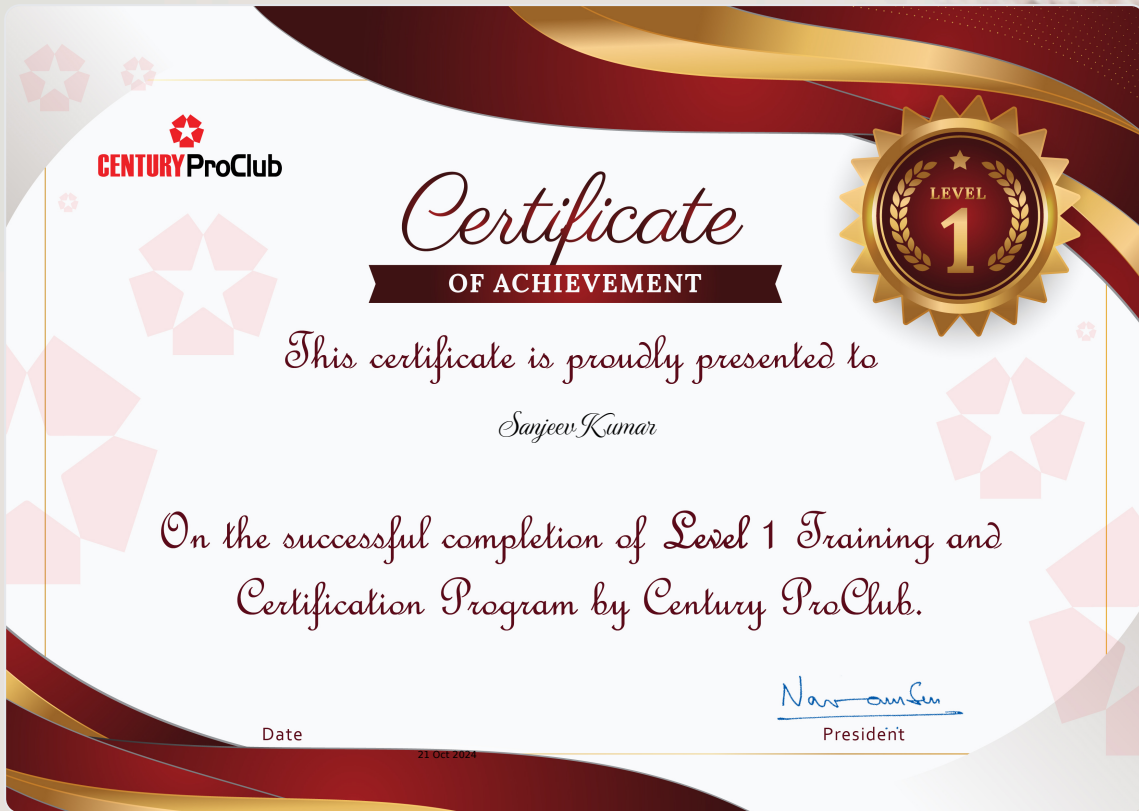 CENTURY ProClub
Certificate
OF ACHIEVEMENT
LEVEL
1
This certificate is proudly presented to
Sanjeev Kumar
On the successful completion of Level 1 Training and
Certification Program by Century ProClub.
Date
President
21 Oct 2024